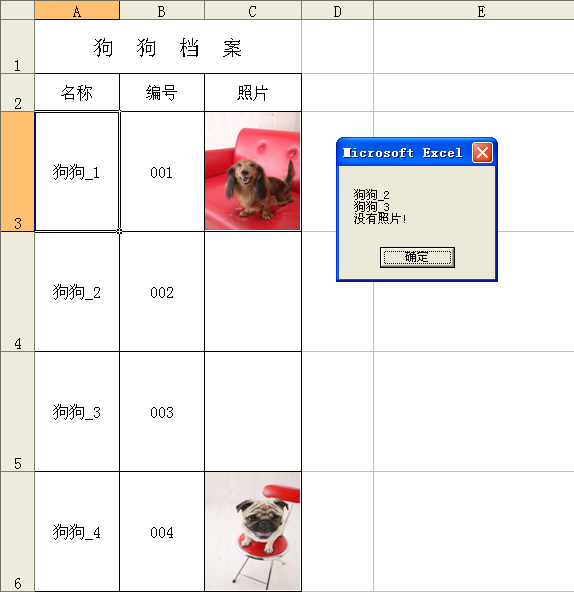 A B C D E
1 狗 狗 档 案
2 名称 编号 照片
3 狗狗_1 001
Microsoft Excel
狗狗_2
狗狗_3
没有照片!
确定
4 狗狗_2 002
5 狗狗_3 003
6 狗狗_4 004